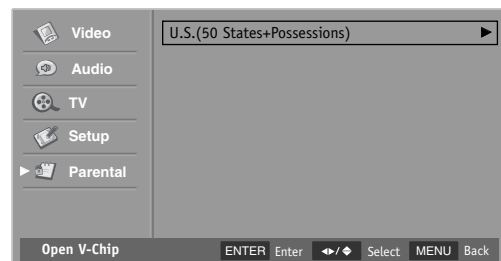 Video
Audio
TV
Setup
Parental
U.S.(50 States+Possessions)
Open V-Chip
ENTER Enter Select MENU Back